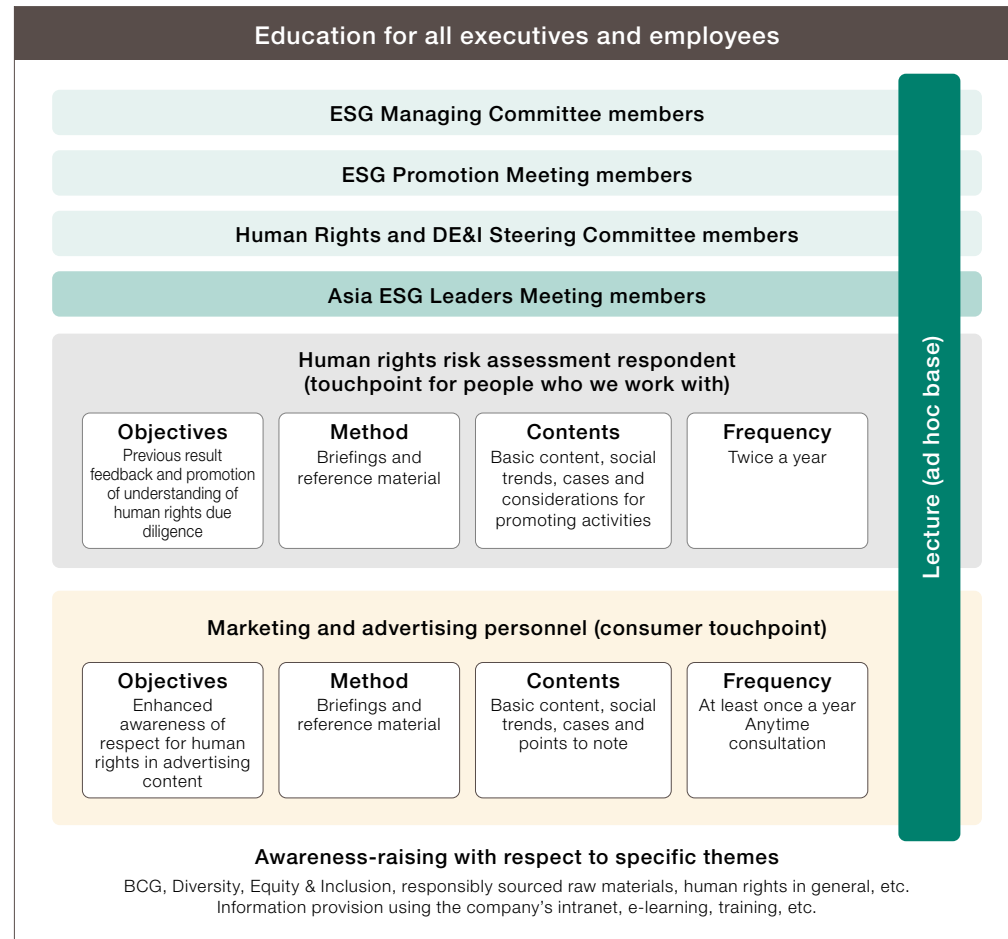 Education for all executives and employees
ESG Managing Committee members
ESG Promotion Meeting members
Human Rights and DE&I Steering Committee members
Asia ESG Leaders Meeting members
Human rights risk assessment respondent
(touchpoint for people who we work with)
Objectives
Previous result
feedback and promotion
of understanding of
human rights due
diligence
Method
Briefings and
reference material
Contents
Basic content, social
trends, cases and
considerations for
promoting activities
Frequency
Twice a year
Marketing and advertising personnel (consumer touchpoint)
Objectives
Enhanced
awareness of
respect for human
rights in advertising
content
Method
Briefings and
reference material
Contents
Basic content, social
trends, cases and
points to note
Frequency
At least once a year
Anytime
consultation
Lecture (ad hoc base)
Awareness-raising with respect to specific themes
BCG, Diversity, Equity & Inclusion, responsibly sourced raw materials, human rights in general, etc.
Information provision using the company's intranet, e-learning, training, etc.